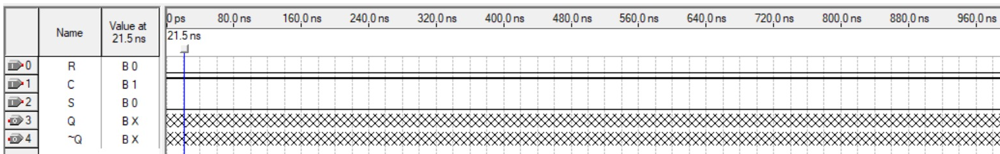 Name Value at 21.5 ns 0 ps 80.0 ns 160.0 ns 240.0 ns 320.0 ns 400.0 ns 480.0 ns 560.0 ns 640.0 ns 720.0 ns 800.0 ns 880.0 ns 960.0 ns
21.5 ns
0 R B 0
1 C B 1
2 S B 0
3 Q B X
4 ~Q B X